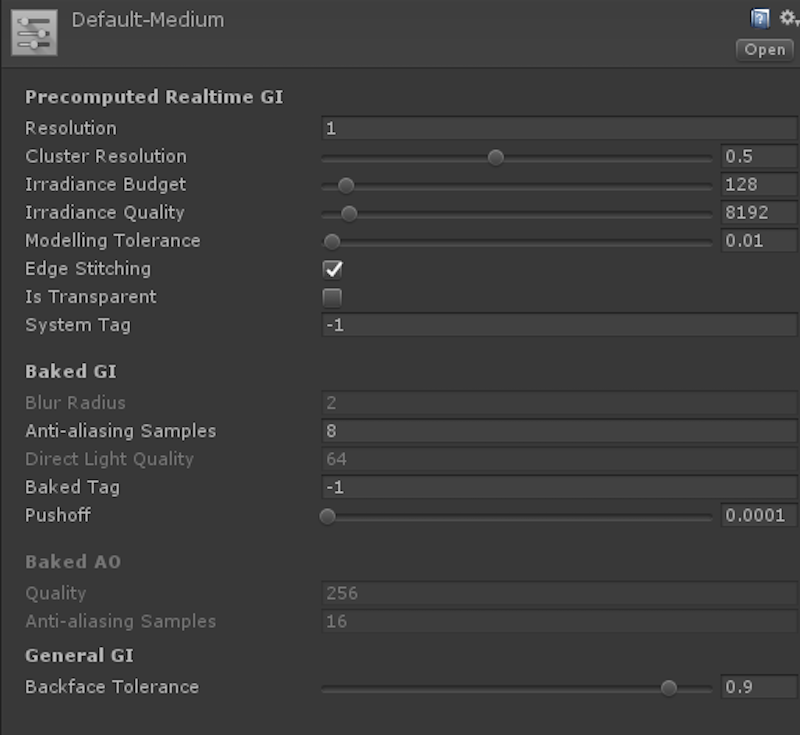 Default-Medium
Open
Precomputed Realtime GI
Resolution 1
Cluster Resolution 0.5
Irradiance Budget 128
Irradiance Quality 8192
Modelling Tolerance 0.01
Edge Stitching
Is Transparent
System Tag -1
Baked GI
Blur Radius 2
Anti-aliasing Samples 8
Direct Light Quality 64
Baked Tag -1
Pushoff 0.0001
Baked AO
Quality 256
Anti-aliasing Samples 16
General GI
Backface Tolerance 0.9